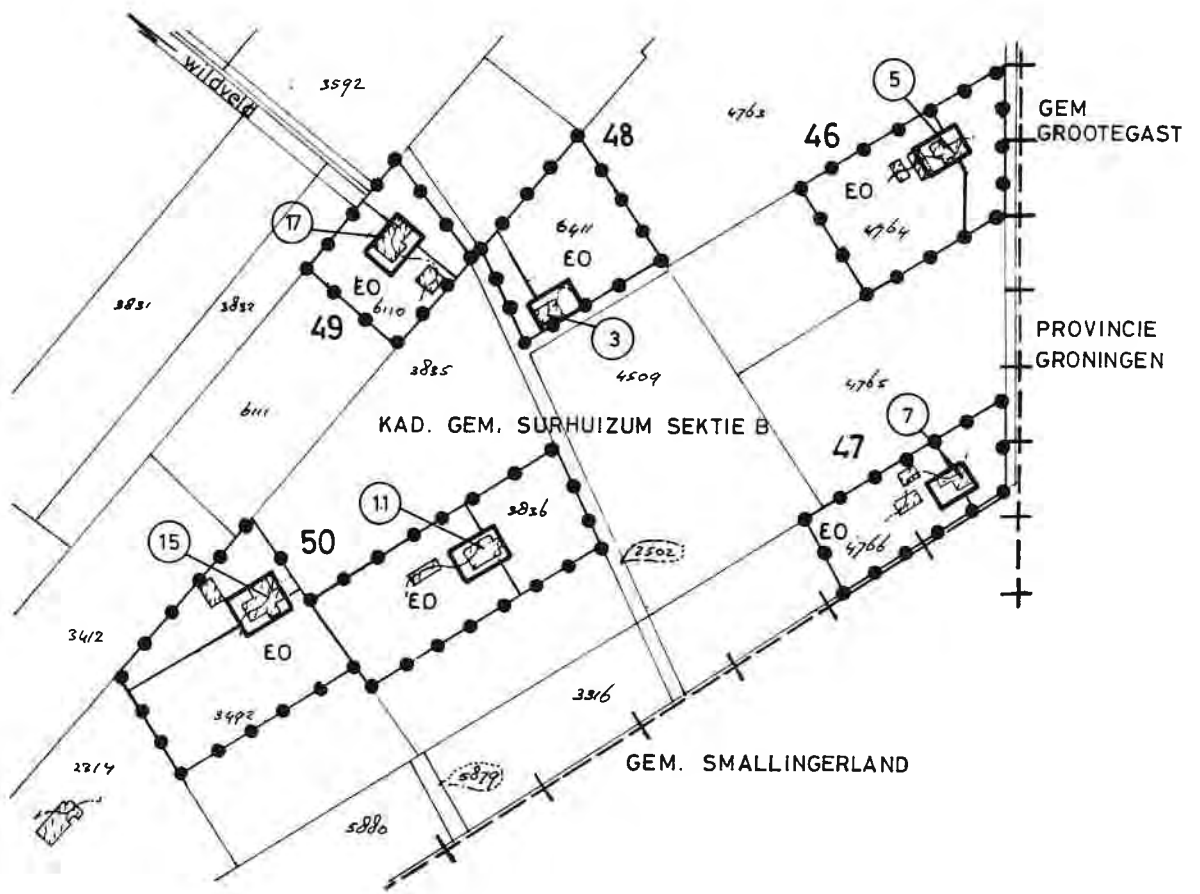 wildveld
3592
48
4763
46
5
GEM
GROOTEGAST
17
EO
6110
49
6411
EO
3
EO
4764
3831
3832
6111
3835
4509
PROVINCIE
GRONINGEN
4765
7
KAD. GEM. SURHUIZUM SEKTIE B
47
EO
4766
11
3836
50
15
EO
2502
3412
EO
3492
3316
2314
5879
GEM. SMALLINGERLAND
5880